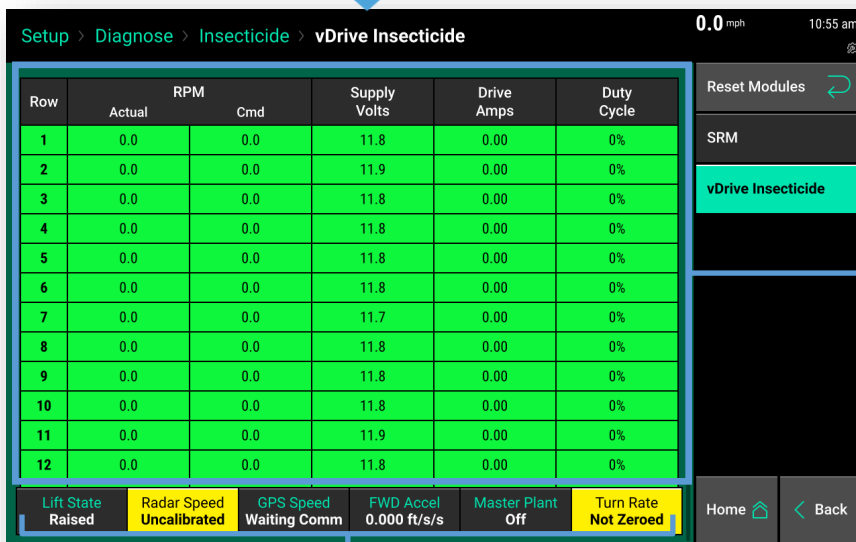 Setup > Diagnose > Insecticide > vDrive Insecticide
0.0 mph 10:55 am
Row RPM Actual Cmd Supply Volts Drive Amps Duty Cycle
1 0.0 0.0 11.8 0.00 0%
2 0.0 0.0 11.9 0.00 0%
3 0.0 0.0 11.8 0.00 0%
4 0.0 0.0 11.8 0.00 0%
5 0.0 0.0 11.8 0.00 0%
6 0.0 0.0 11.8 0.00 0%
7 0.0 0.0 11.7 0.00 0%
8 0.0 0.0 11.8 0.00 0%
9 0.0 0.0 11.8 0.00 0%
10 0.0 0.0 11.8 0.00 0%
11 0.0 0.0 11.9 0.00 0%
12 0.0 0.0 11.8 0.00 0%
Lift State Radar Speed GPS Speed FWD Accel Master Plant Turn Rate
Raised Uncalibrated Waiting Comm 0.000 ft/s/s Off Not Zeroed
Reset Modules
SRM
vDrive Insecticide
Home < Back